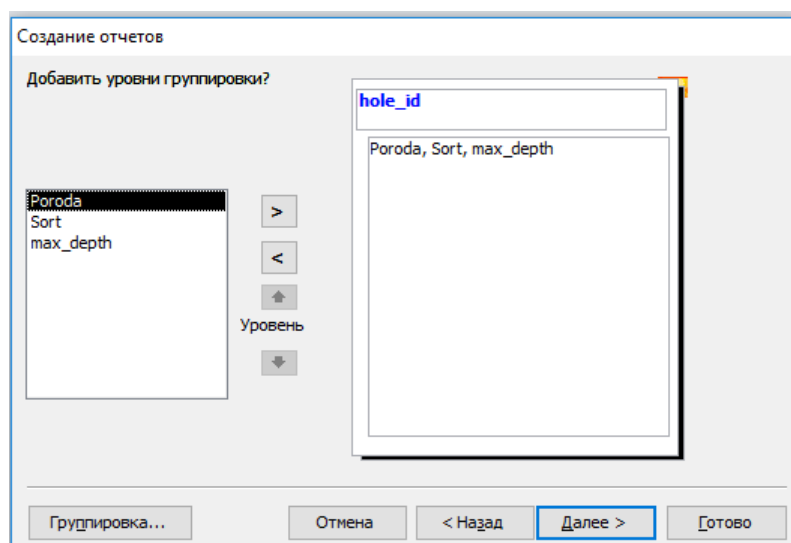 Создание отчетов
Добавить уровни группировки?
hole_id
Poroda, Sort, max_depth
Poroda
Sort
max_depth
>
<
Уровень
Группировка...
Отмена
< Назад
Далее >
Готово